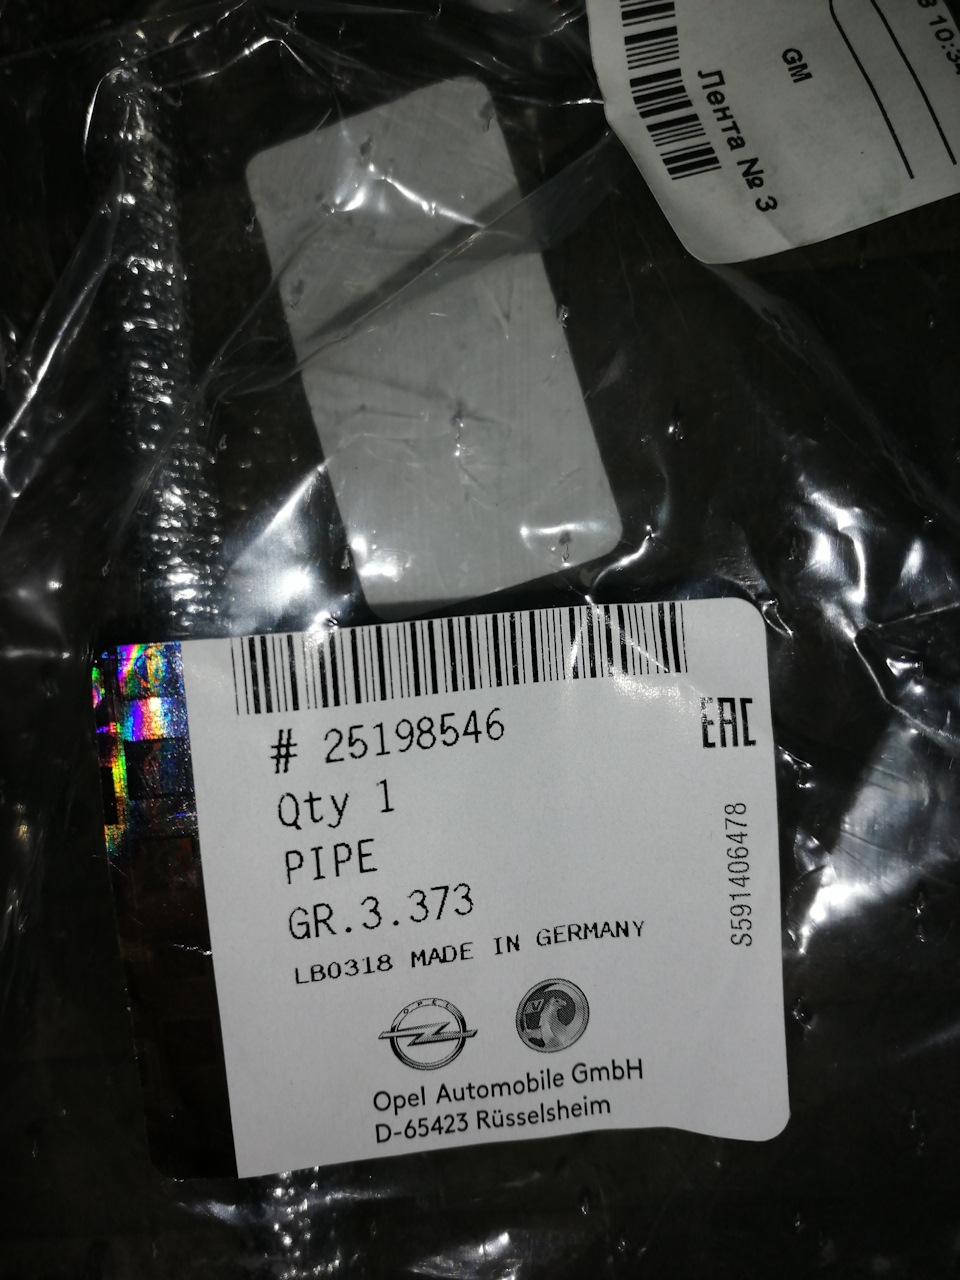 GM
Лента № 3
# 25198546
Qty 1
PIPE
GR.3.373
LB0318 MADE IN GERMANY
EAC
S591406478
OPEL
Opel Automobile GmbH
D-65423 Rüsselsheim